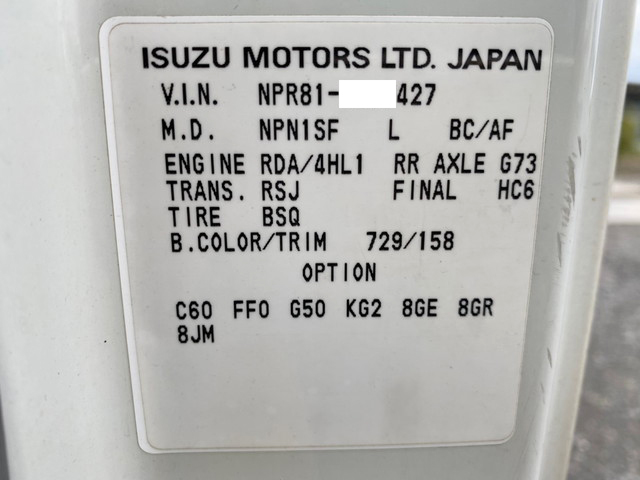 ISUZU MOTORS LTD. JAPAN
V.I.N. NPR81- 427
M.D. NPN1SF L BC/AF
ENGINE RDA/4HL1 RR AXLE G73
TRANS. RSJ FINAL HC6
TIRE BSQ
B.COLOR/TRIM 729/158
OPTION
C60 FF0 G50 KG2 8GE 8GR
8JM